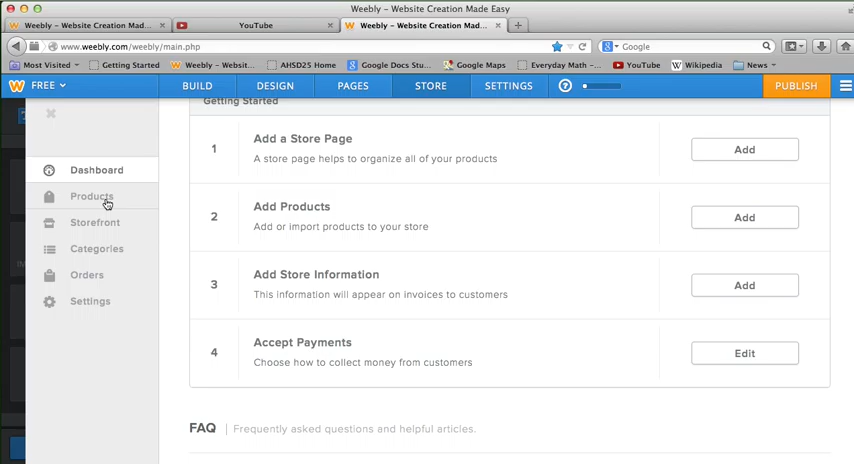 Weebly – Website Creation Made Easy
Weebly – Website Creation Mad...
YouTube
Weebly – Website Creation Mad...
www.weebly.com/weebly/main.php
Google
Most Visited
Getting Started
Weebly – Websit...
AHSD25 Home
Google Docs Stu...
Google Maps
Everyday Math –...
YouTube
Wikipedia
News
FREE
BUILD
DESIGN
PAGES
STORE
SETTINGS
PUBLISH
Getting Started
Dashboard
Products
Storefront
Categories
Orders
Settings
1
Add a Store Page
A store page helps to organize all of your products
Add
2
Add Products
Add or import products to your store
Add
3
Add Store Information
This information will appear on invoices to customers
Add
4
Accept Payments
Choose how to collect money from customers
Edit
FAQ | Frequently asked questions and helpful articles.